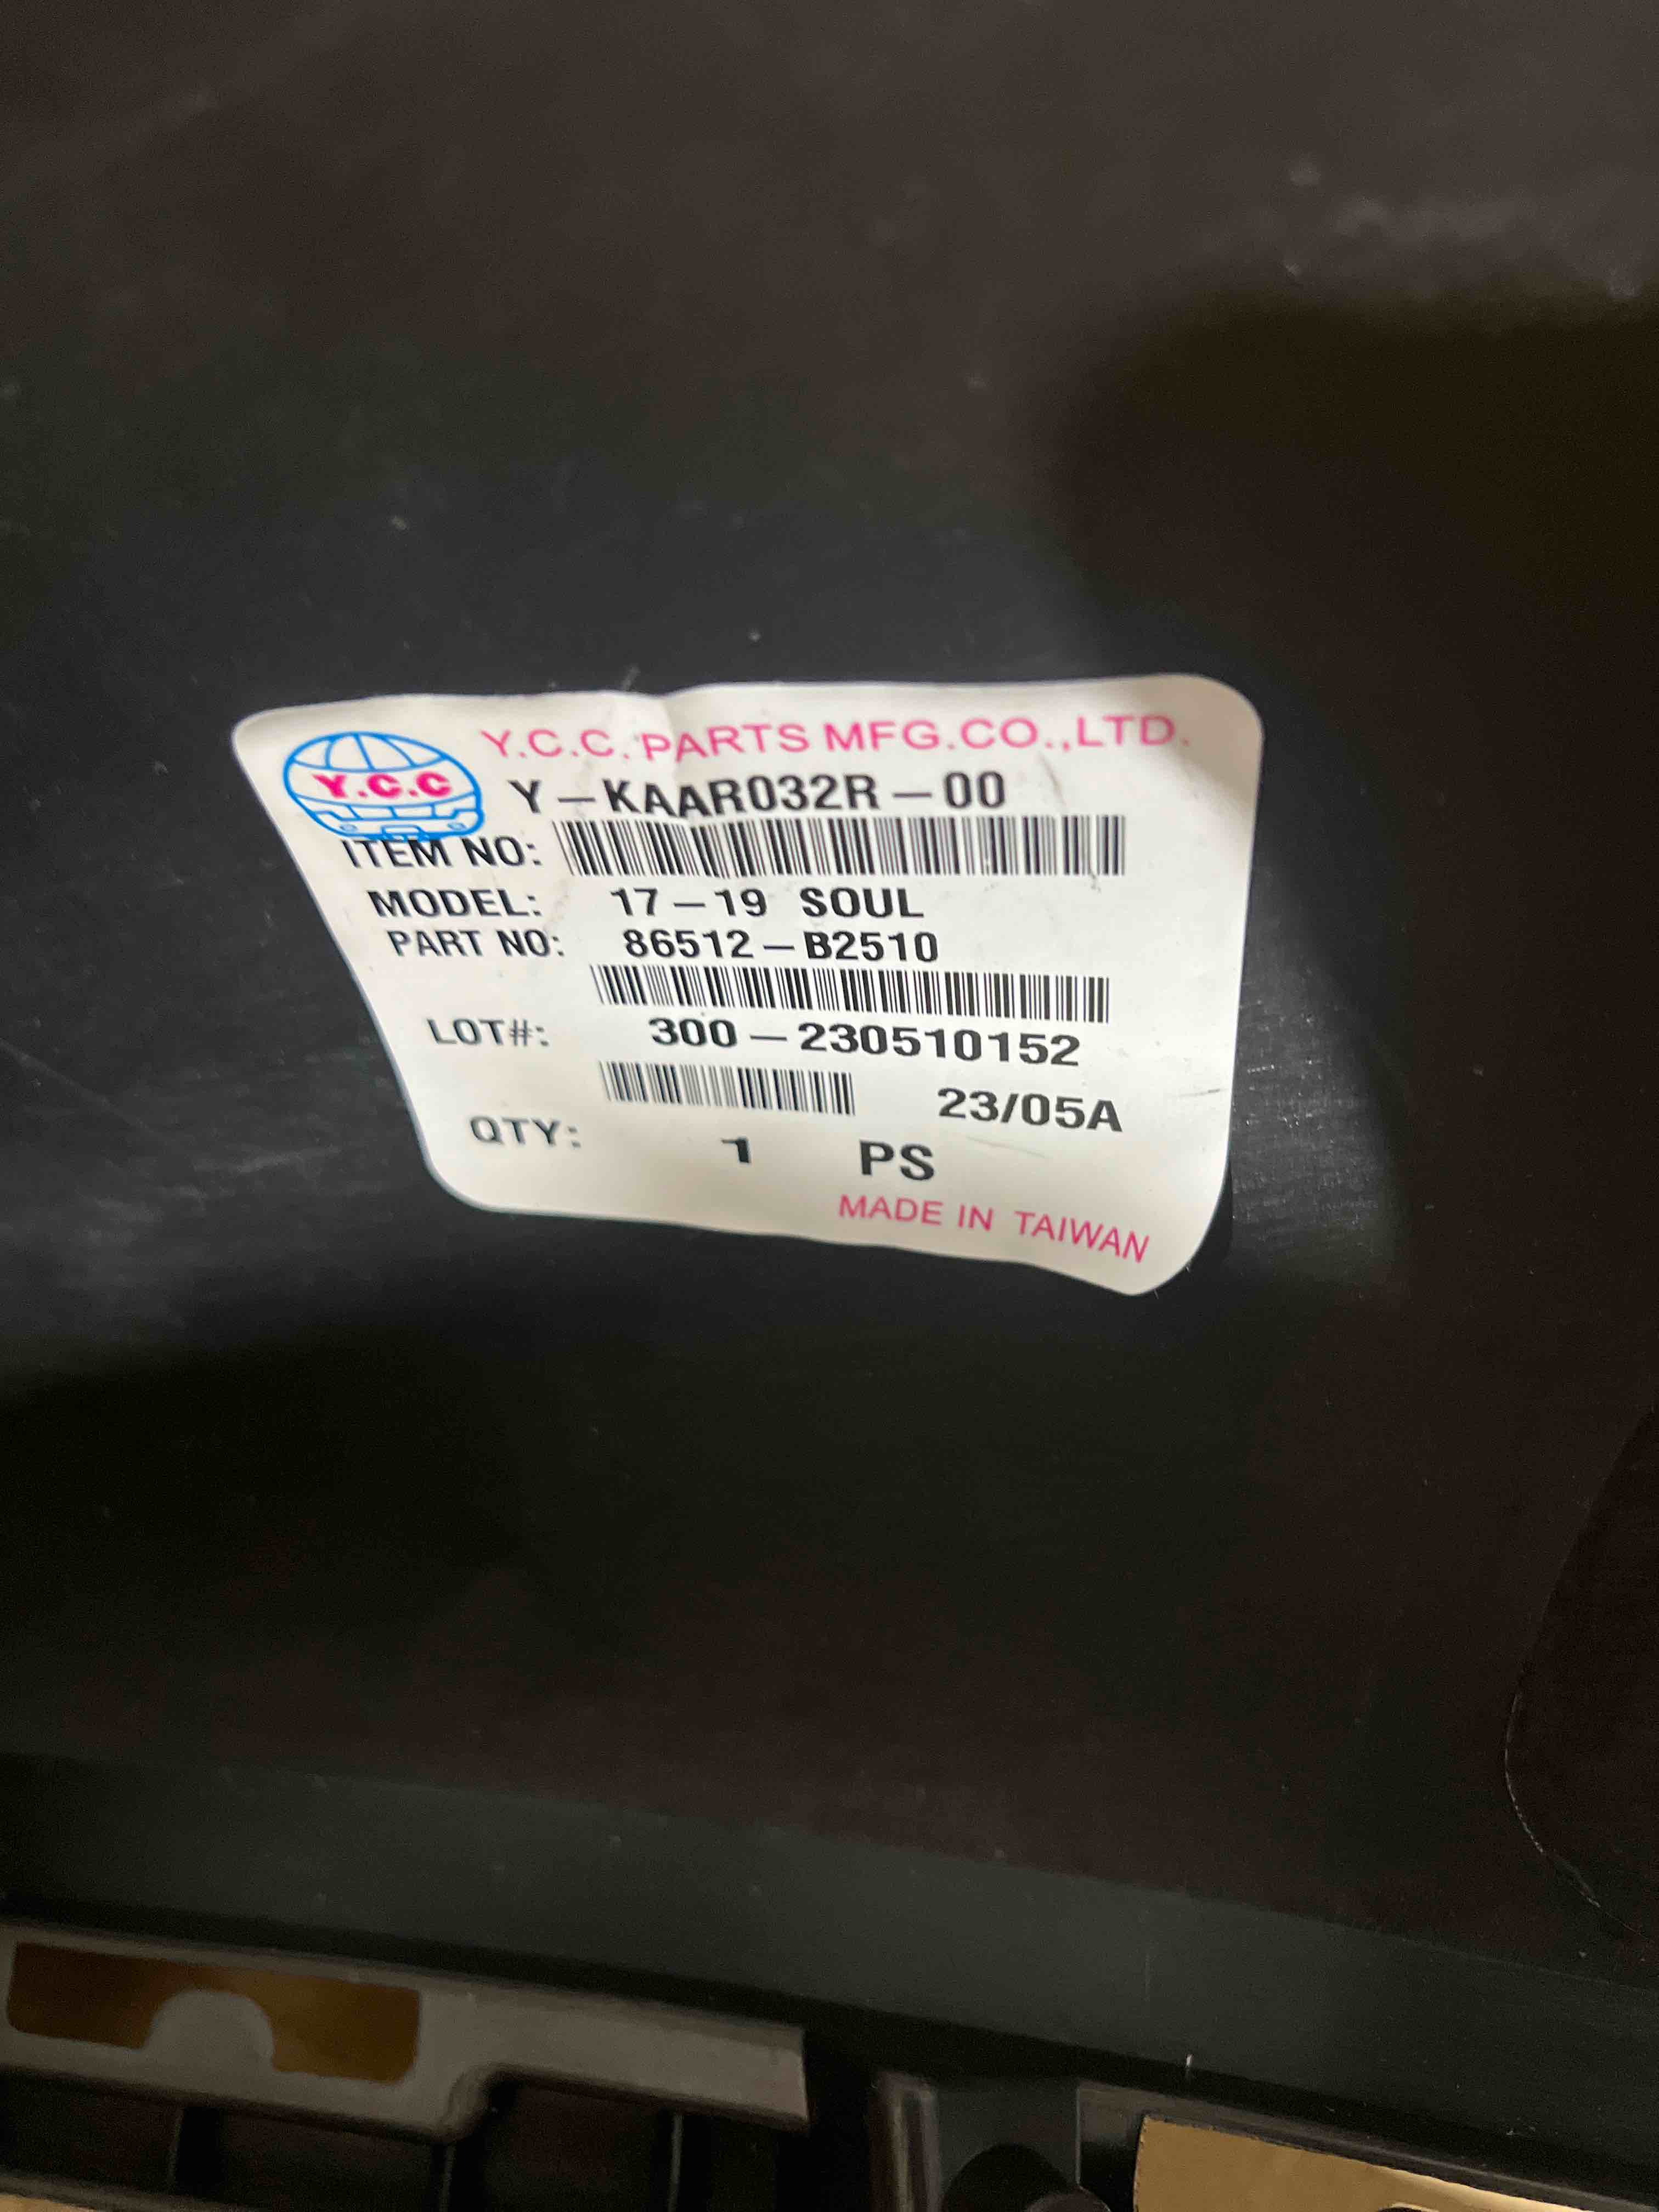 Y.C.C. PARTS MFG.CO.,LTD.
Y.C.C
Y-KAAR032R-00
ITEM NO:
MODEL: 17-19 SOUL
PART NO: 86512-B2510
LOT#: 300-230510152
23/05A
QTY: 1 PS
MADE IN TAIWAN